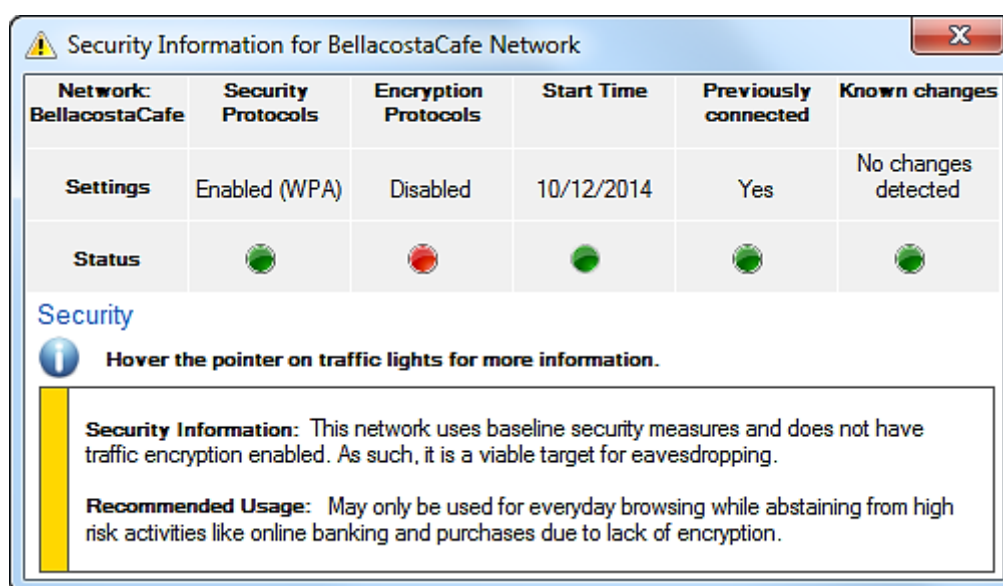 Security Information for BellacostaCafe Network
Network: BellacostaCafe Security Protocols Encryption Protocols Start Time Previously connected Known changes
Settings Enabled (WPA) Disabled 10/12/2014 Yes No changes detected
Status
Security
Hover the pointer on traffic lights for more information.
Security Information: This network uses baseline security measures and does not have
traffic encryption enabled. As such, it is a viable target for eavesdropping.
Recommended Usage: May only be used for everyday browsing while abstaining from high
risk activities like online banking and purchases due to lack of encryption.